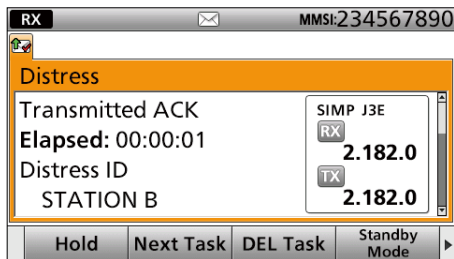 RX MMSI:234567890
Distress
Transmitted ACK
Elapsed: 00:00:01
Distress ID
STATION B
SIMP J3E
RX
2.182.0
TX
2.182.0
Hold Next Task DEL Task Standby Mode